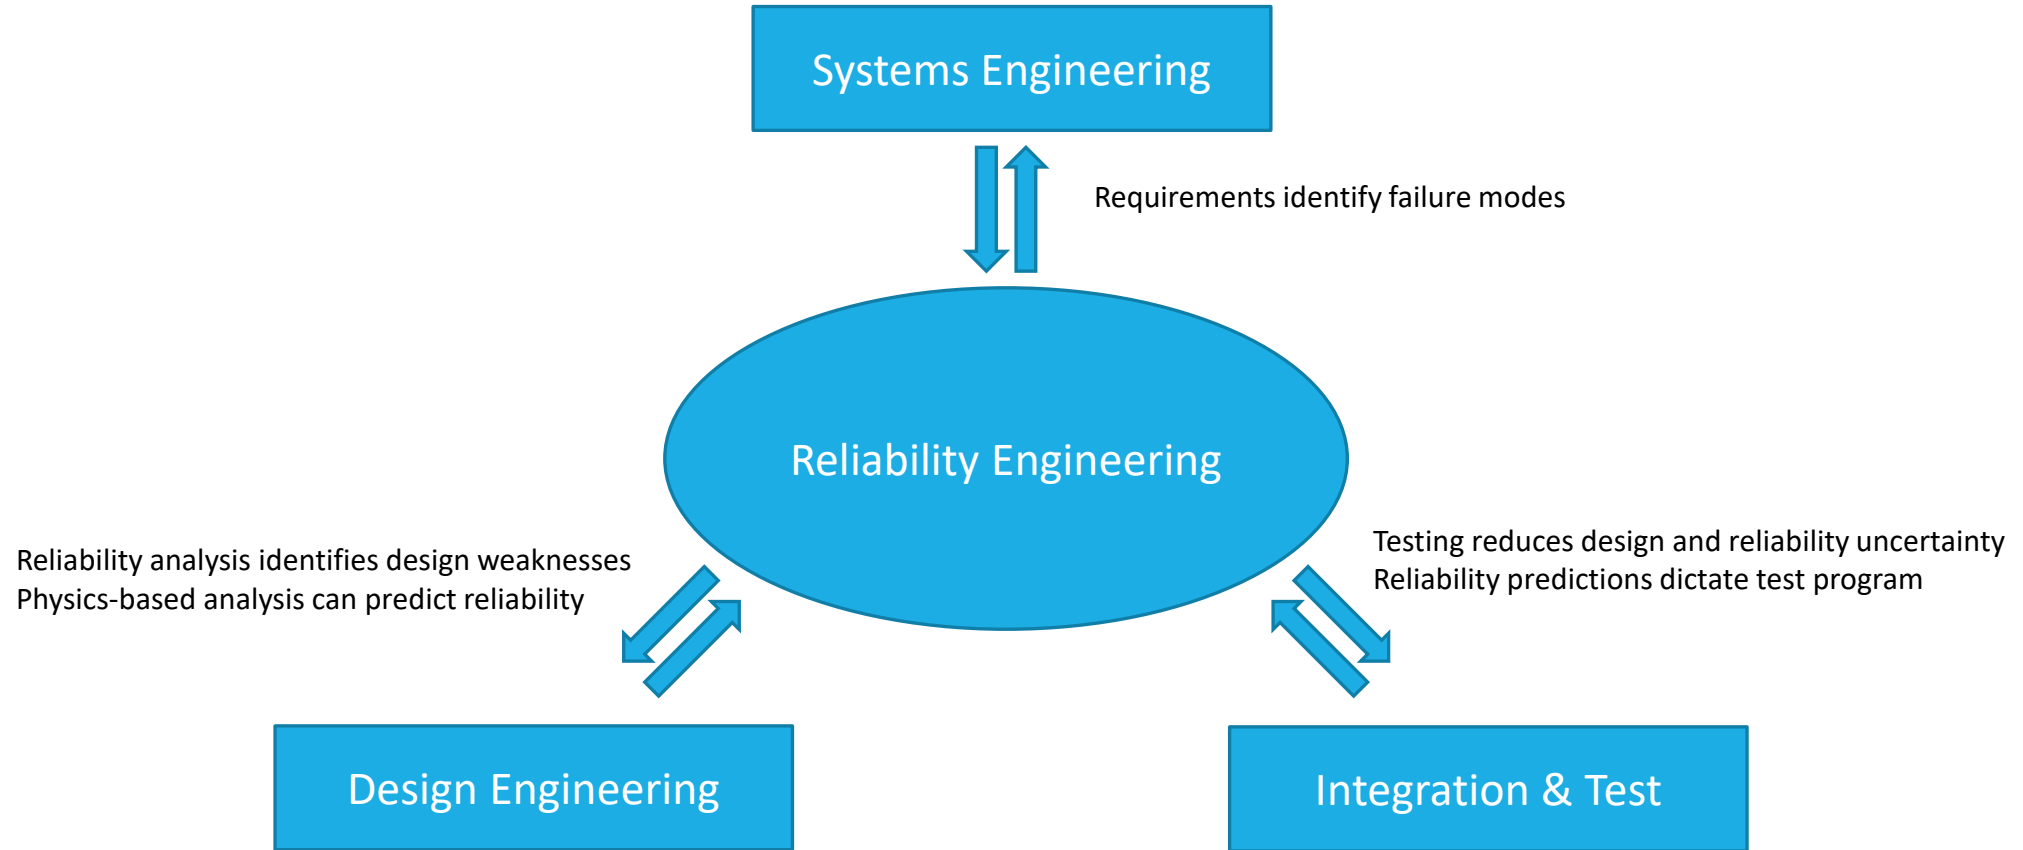 Systems Engineering
Requirements identify failure modes
Reliability Engineering
Reliability analysis identifies design weaknesses
Physics-based analysis can predict reliability
Testing reduces design and reliability uncertainty
Reliability predictions dictate test program
Design Engineering
Integration & Test